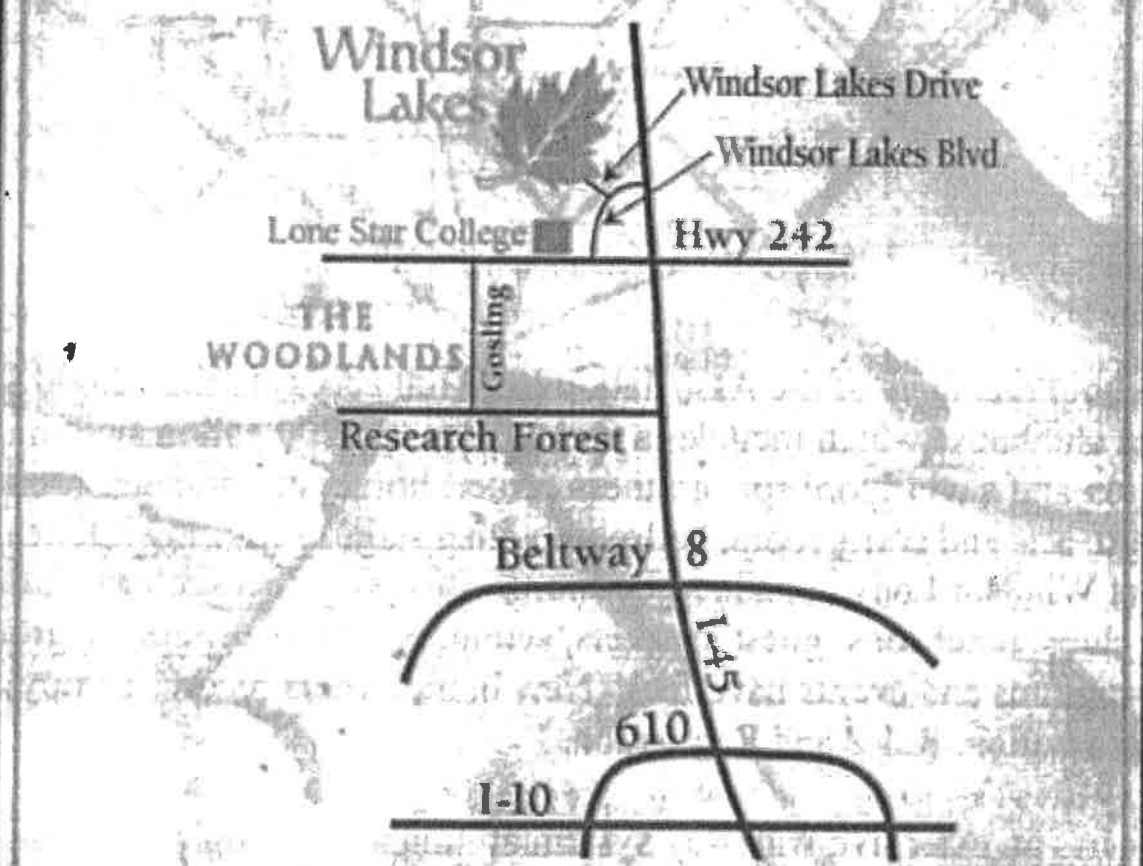 Windsor
Lakes
Windsor Lakes Drive
Windsor Lakes Blvd
Lone Star College
Hwy 242
THE
WOODLANDS
Gosling
Research Forest
Beltway 8
I-45
610
I-10